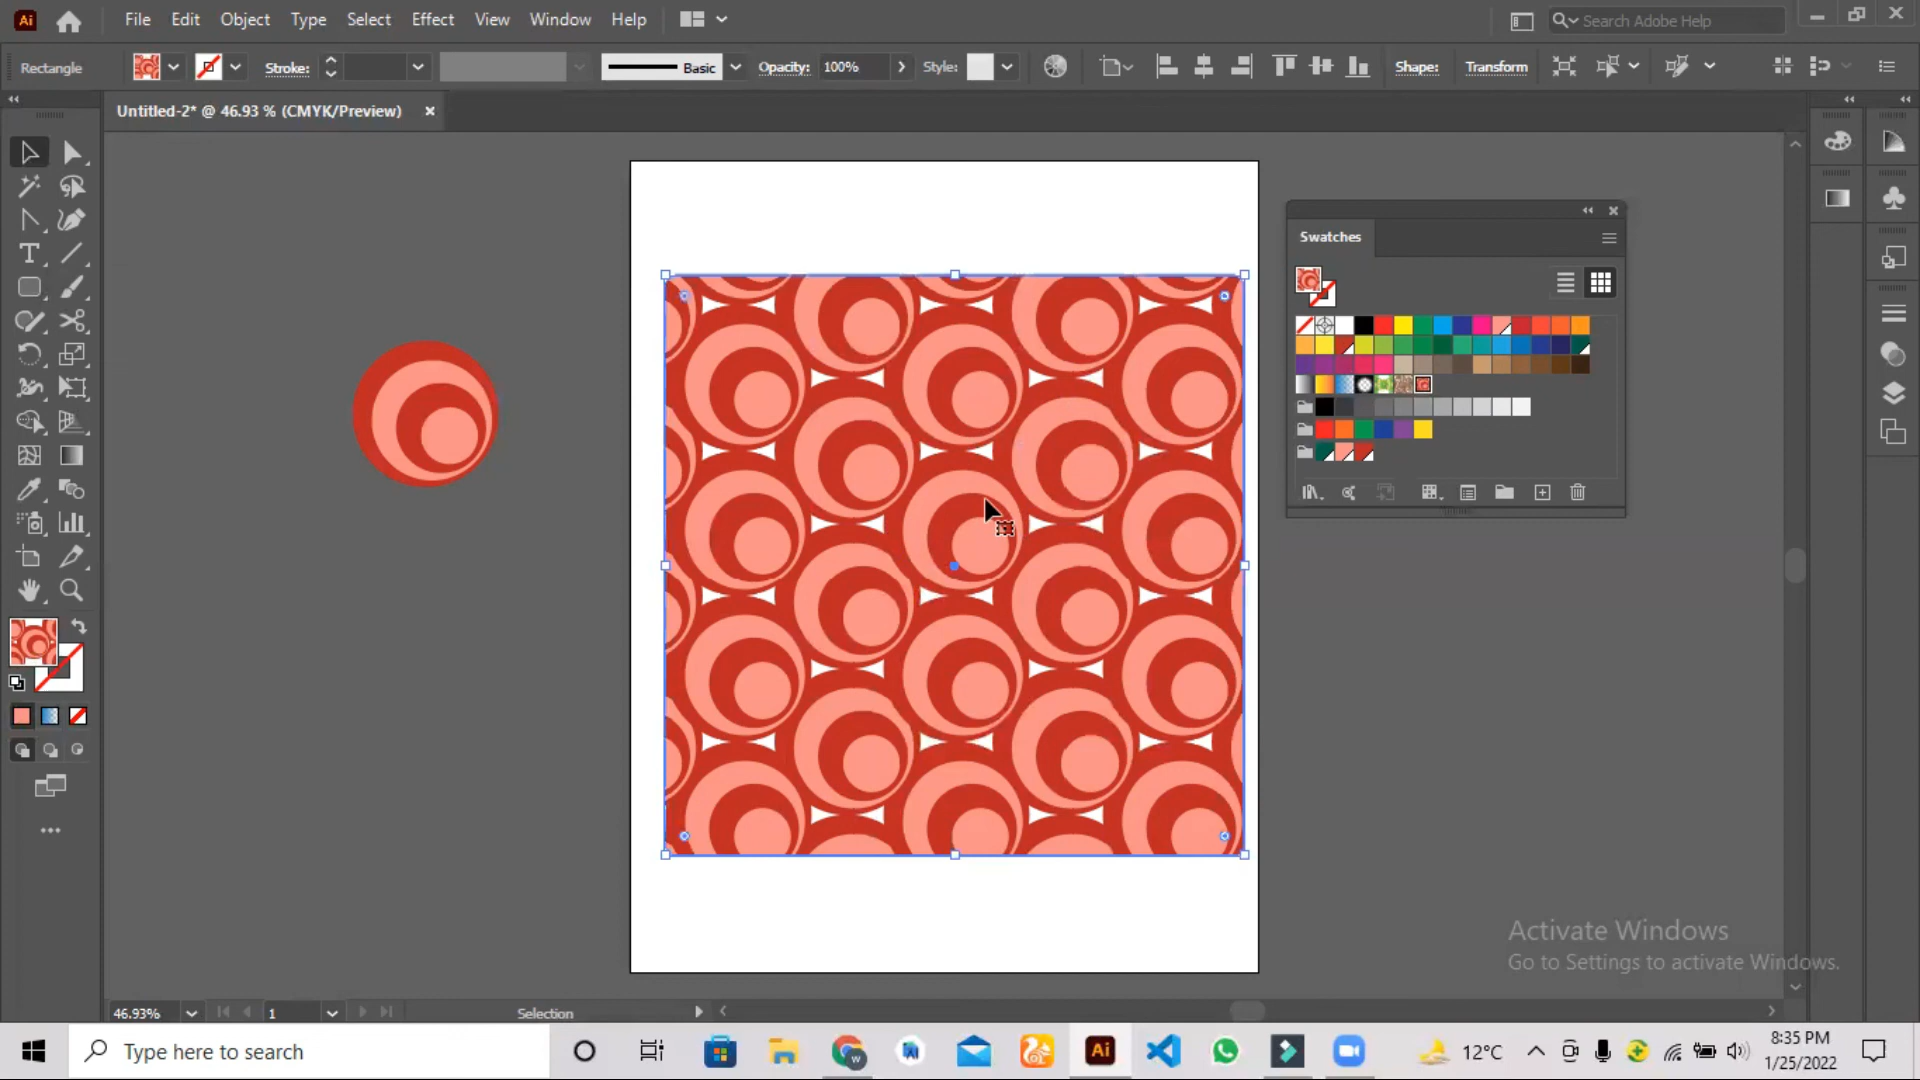 Ai File Edit Object Type Select Effect View Window Help Search Adobe Help
Rectangle Stroke: Basic Opacity: 100% Style: Shape: Transform
Untitled-2* @ 46.93 % (CMYK/Preview)
Swatches
Activate Windows
Go to Settings to activate Windows.
46.93% 1 Selection
Type here to search Ai 12°C 8:35 PM
1/25/2022